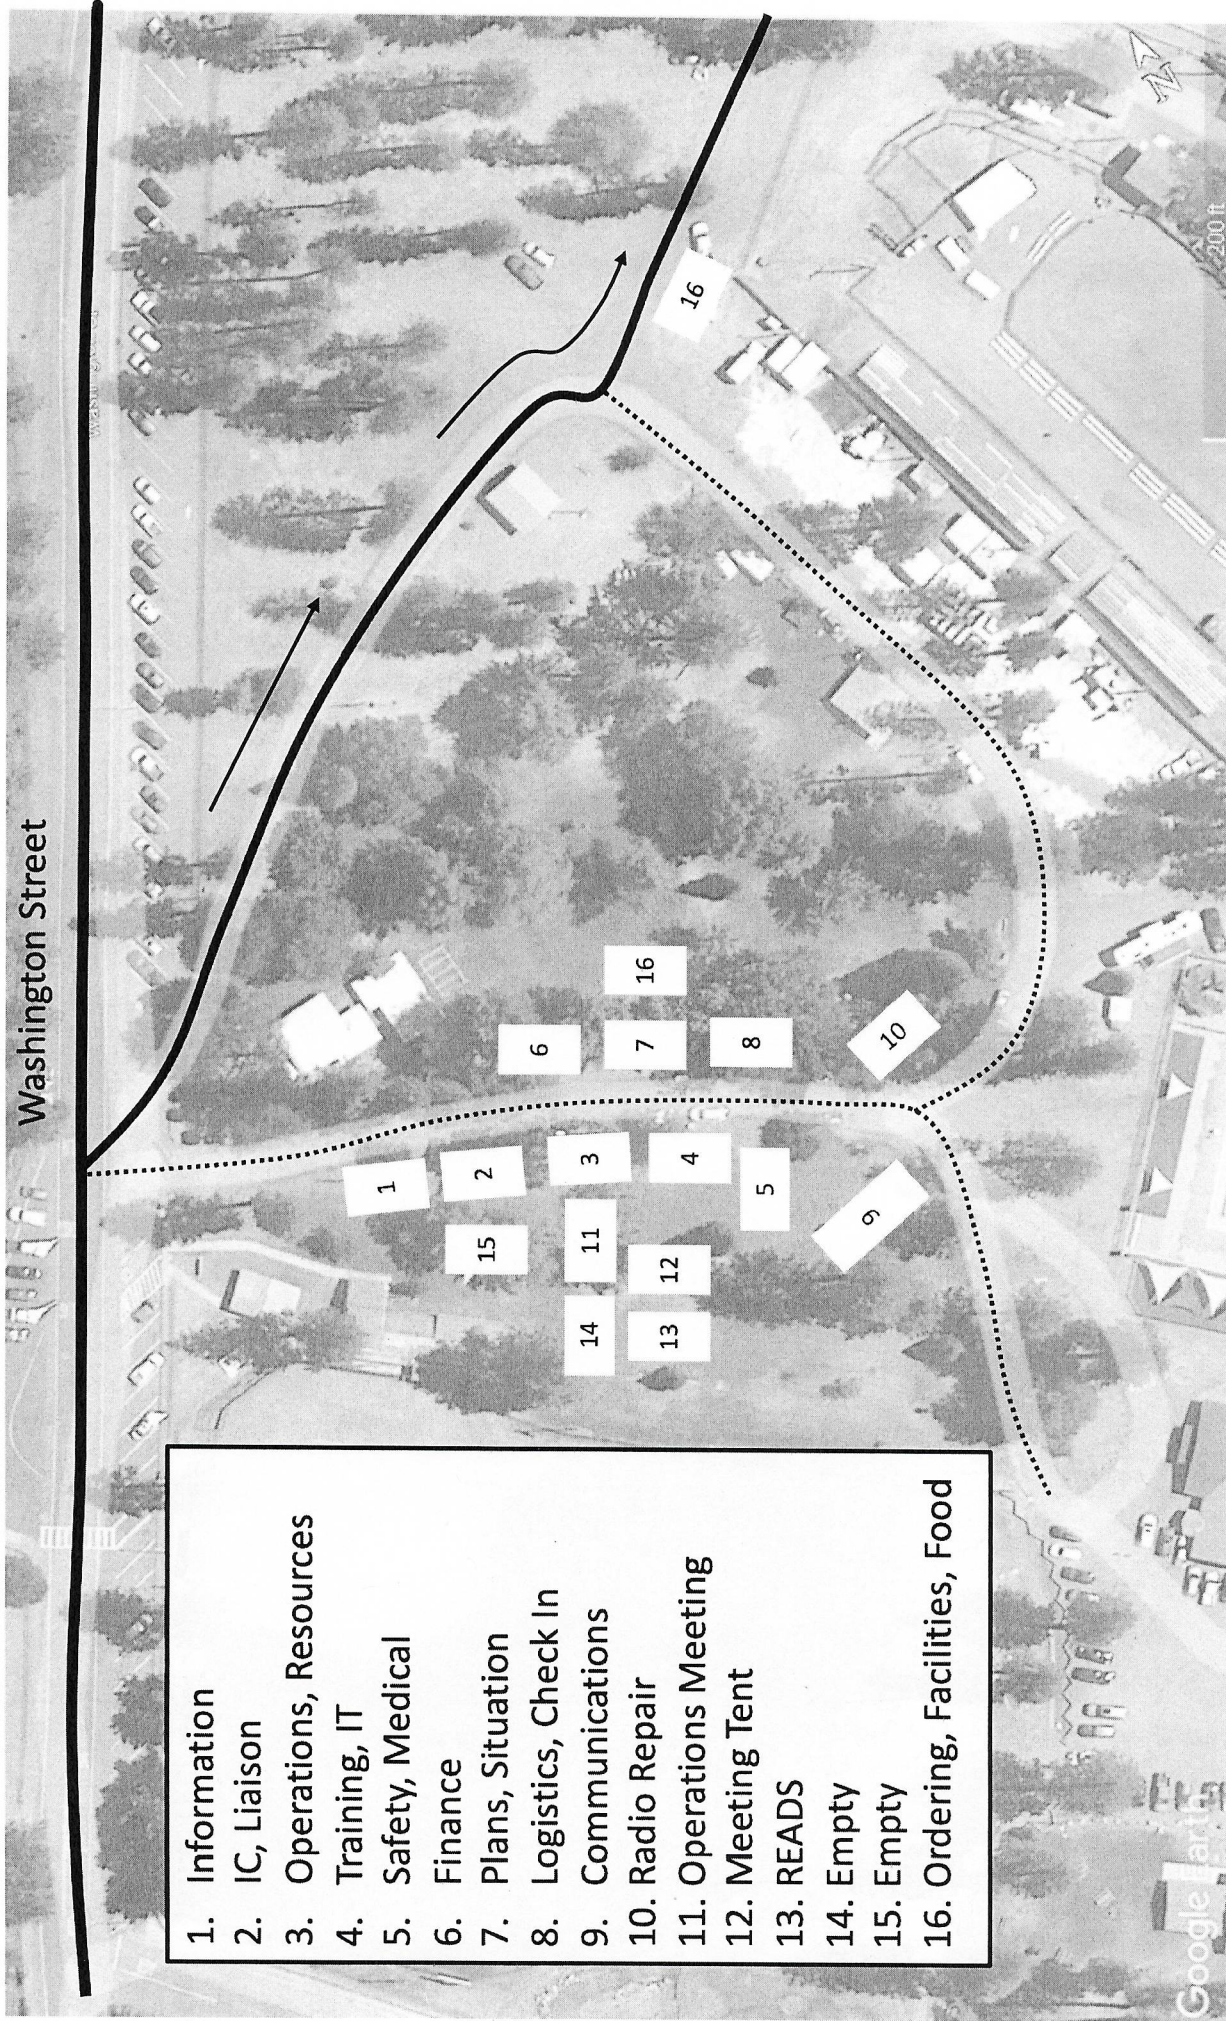 Washington Street
1. Information
2. IC, Liaison
3. Operations, Resources
4. Training, IT
5. Safety, Medical
6. Finance
7. Plans, Situation
8. Logistics, Check In
9. Communications
10. Radio Repair
11. Operations Meeting
12. Meeting Tent
13. READS
14. Empty
15. Empty
16. Ordering, Facilities, Food
1
2
3
4
5
6
7
8
9
10
11
12
13
14
15
16
16
N
200 ft
Google Earth